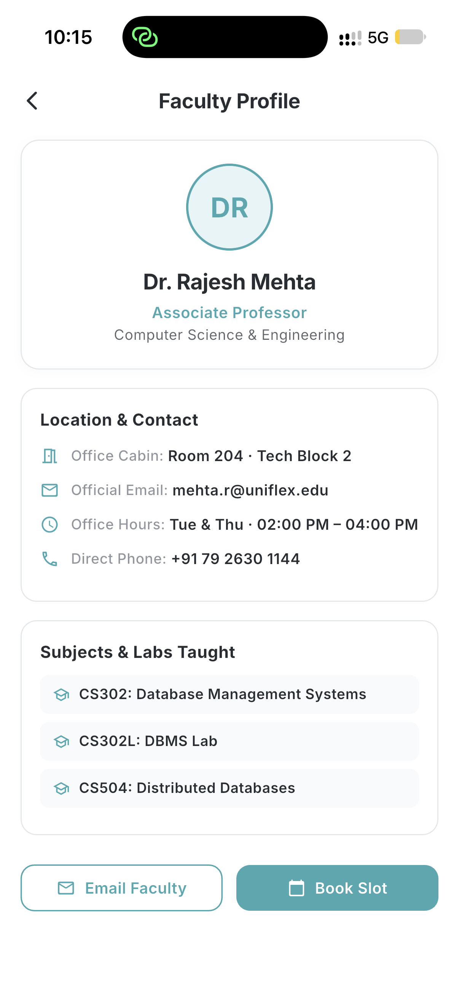 10:15
5G
Faculty Profile
DR
Dr. Rajesh Mehta
Associate Professor
Computer Science & Engineering
Location & Contact
Office Cabin: Room 204 · Tech Block 2
Official Email: mehta.r@uniflex.edu
Office Hours: Tue & Thu · 02:00 PM – 04:00 PM
Direct Phone: +91 79 2630 1144
Subjects & Labs Taught
CS302: Database Management Systems
CS302L: DBMS Lab
CS504: Distributed Databases
Email Faculty
Book Slot